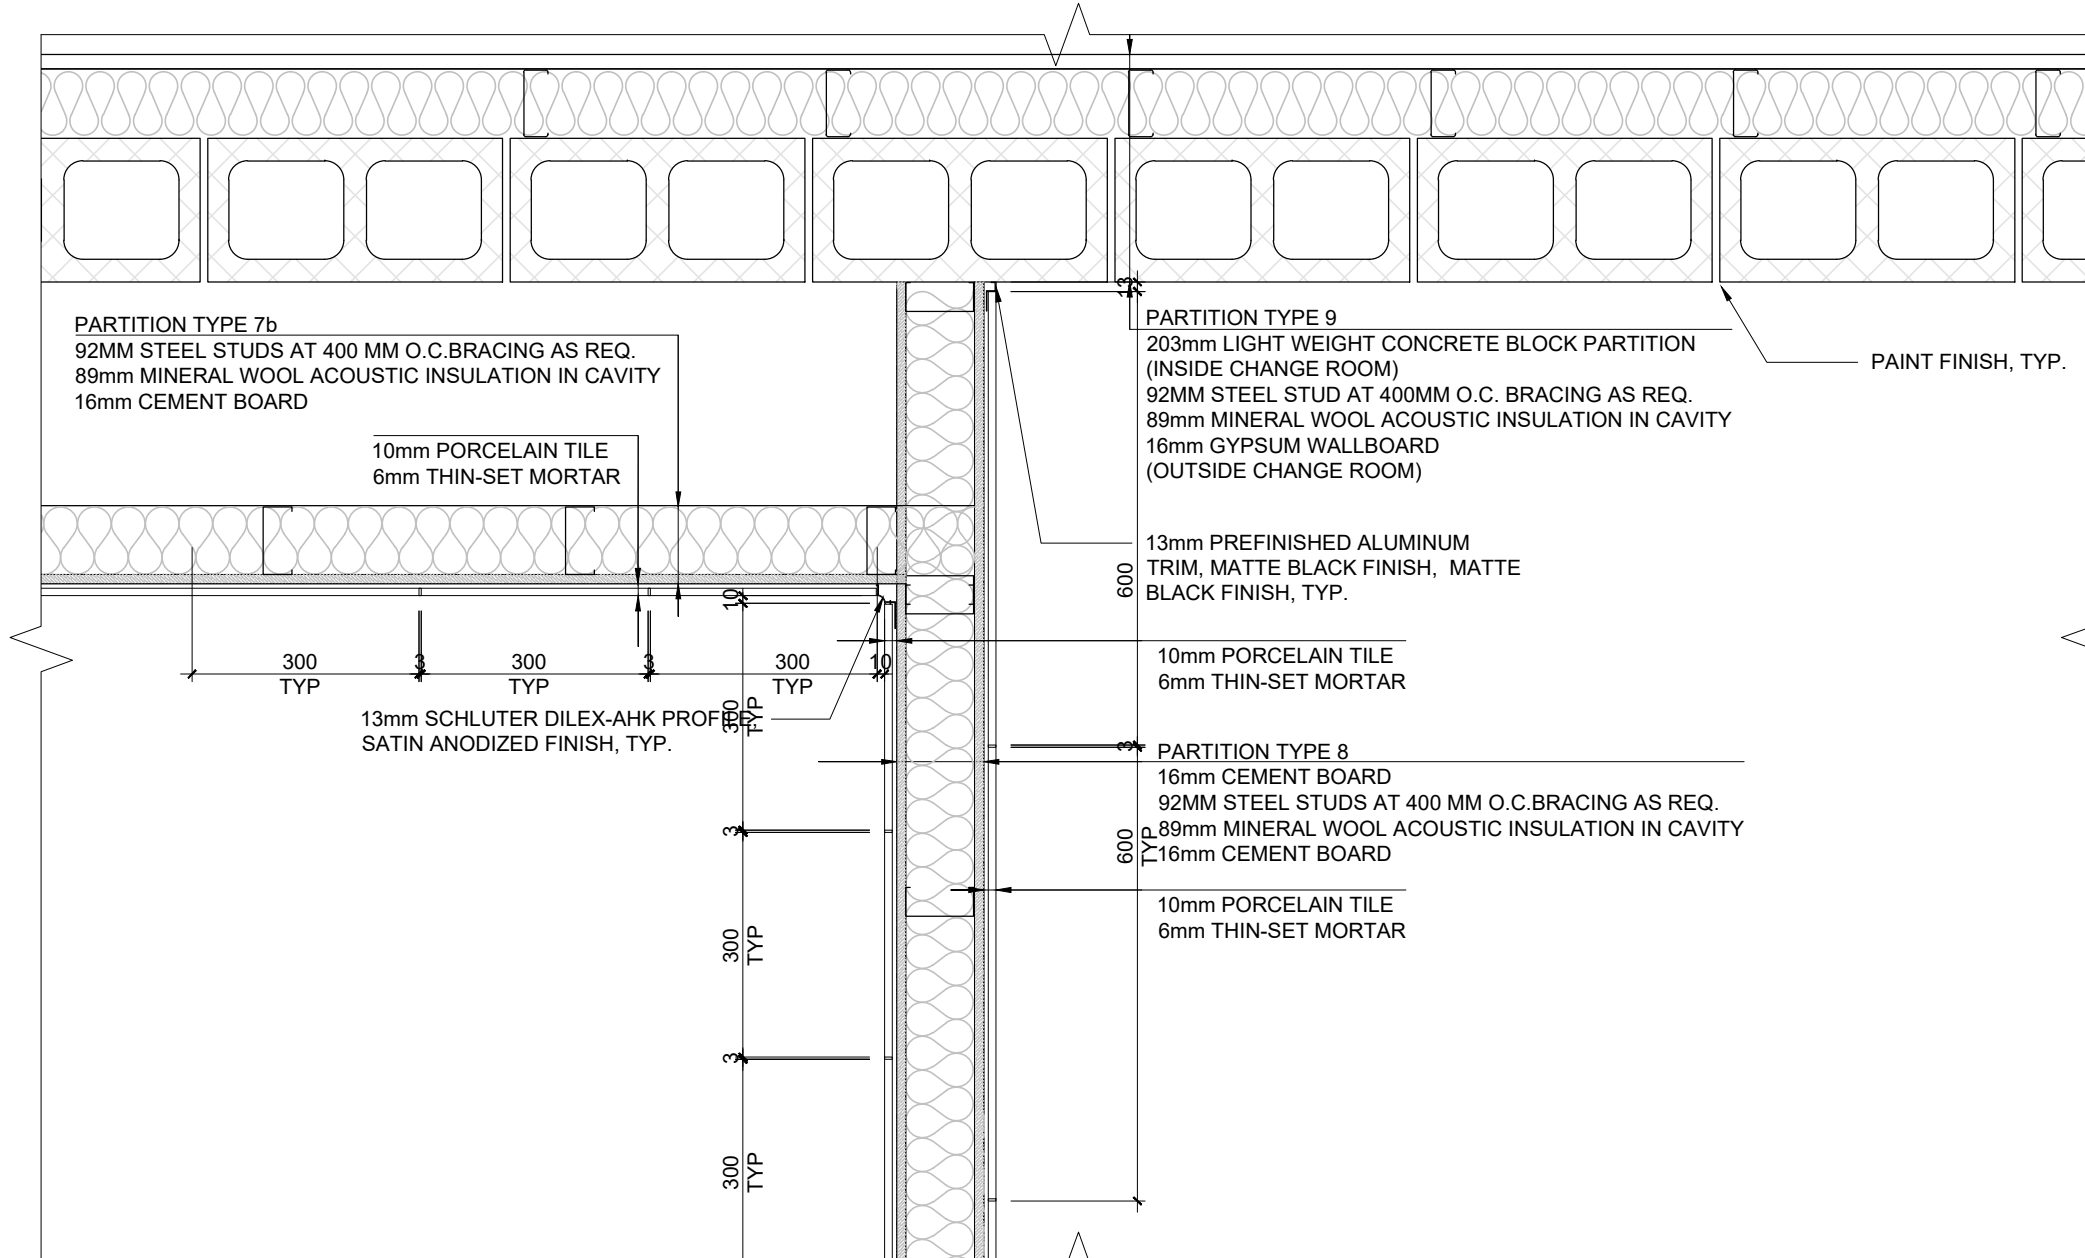 PARTITION TYPE 7b
92MM STEEL STUDS AT 400 MM O.C.BRACING AS REQ.
89mm MINERAL WOOL ACOUSTIC INSULATION IN CAVITY
16mm CEMENT BOARD
10mm PORCELAIN TILE
6mm THIN-SET MORTAR
13
PARTITION TYPE 9
203mm LIGHT WEIGHT CONCRETE BLOCK PARTITION
(INSIDE CHANGE ROOM)
92MM STEEL STUD AT 400MM O.C. BRACING AS REQ.
89mm MINERAL WOOL ACOUSTIC INSULATION IN CAVITY
16mm GYPSUM WALLBOARD
(OUTSIDE CHANGE ROOM)
PAINT FINISH, TYP.
13mm PREFINISHED ALUMINUM
TRIM, MATTE BLACK FINISH,  MATTE
BLACK FINISH, TYP.
600
10
10mm PORCELAIN TILE
6mm THIN-SET MORTAR
300
TYP
3
300
TYP
3
300
TYP
10
13mm SCHLUTER DILEX-AHK PROFILE,
SATIN ANODIZED FINISH, TYP.
300
TYP
3
PARTITION TYPE 8
16mm CEMENT BOARD
92MM STEEL STUDS AT 400 MM O.C.BRACING AS REQ.
89mm MINERAL WOOL ACOUSTIC INSULATION IN CAVITY
16mm CEMENT BOARD
600
TYP
3
10mm PORCELAIN TILE
6mm THIN-SET MORTAR
300
TYP
3
300
TYP